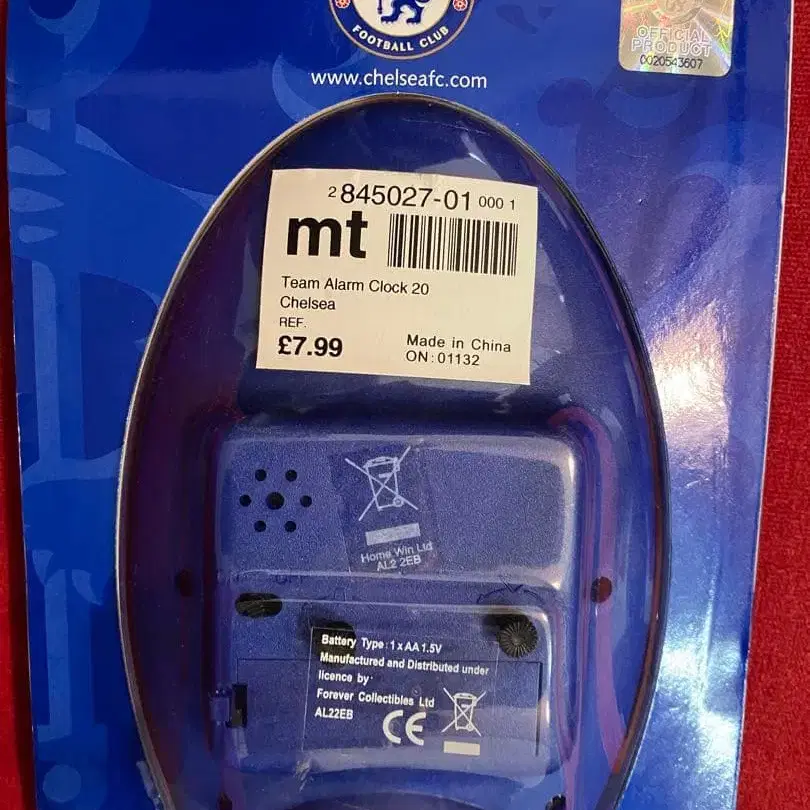 FOOTBALL CLUB
www.chelseafc.com
OFFICIAL
PRODUCT
0020543607
2 845027-01 000 1
mt
Team Alarm Clock 20
Chelsea
REF.
£7.99
Made in China
ON: 01132
Home Win Ltd
AL2 2EB
OFF
Battery Type: 1 x AA 1.5V
Manufactured and Distributed under
licence by:
Forever Collectibles Ltd
AL22EB
CE